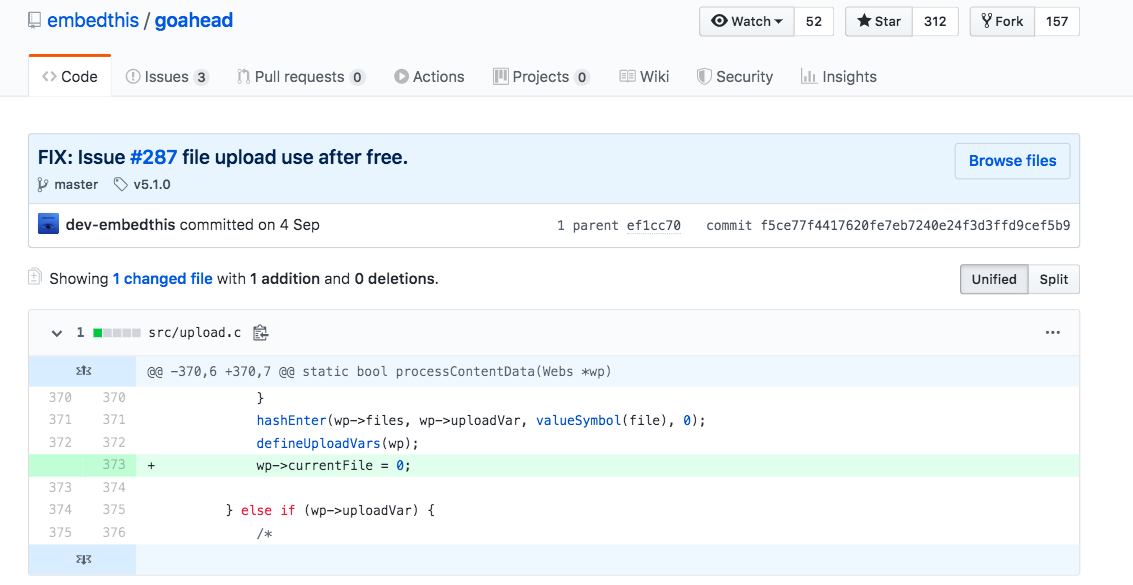 embedthis / goahead
Watch 52 Star 312 Fork 157
Code Issues 3 Pull requests 0 Actions Projects 0 Wiki Security Insights
FIX: Issue #287 file upload use after free.
Browse files
master v5.1.0
dev-embedthis committed on 4 Sep 1 parent ef1cc70 commit f5ce77f4417620fe7eb7240e24f3d3ffd9cef5b9
Showing 1 changed file with 1 addition and 0 deletions.
Unified Split
1 src/upload.c
@@ -370,6 +370,7 @@ static bool processContentData(Webs *wp)
370 370 }
371 371 hashEnter(wp->files, wp->uploadVar, valueSymbol(file), 0);
372 372 defineUploadVars(wp);
373 + wp->currentFile = 0;
373 374
374 375 } else if (wp->uploadVar) {
375 376 /*